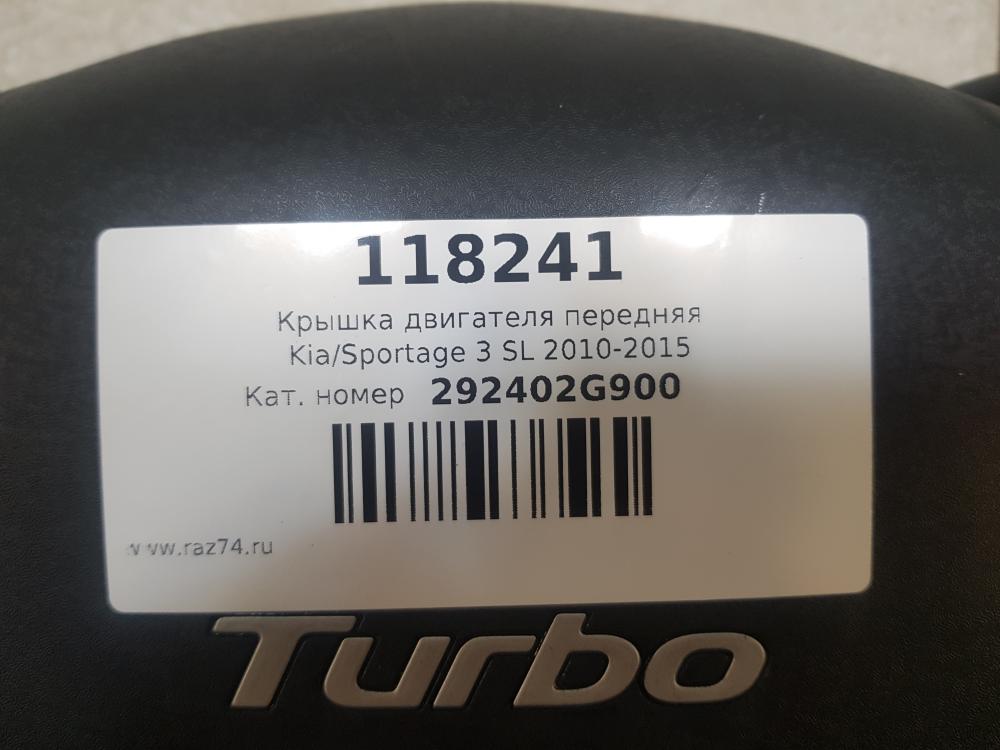 118241
Крышка двигателя передняя
Kia/Sportage 3 SL 2010-2015
Кат. номер 292402G900
www.raz74.ru
Turbo